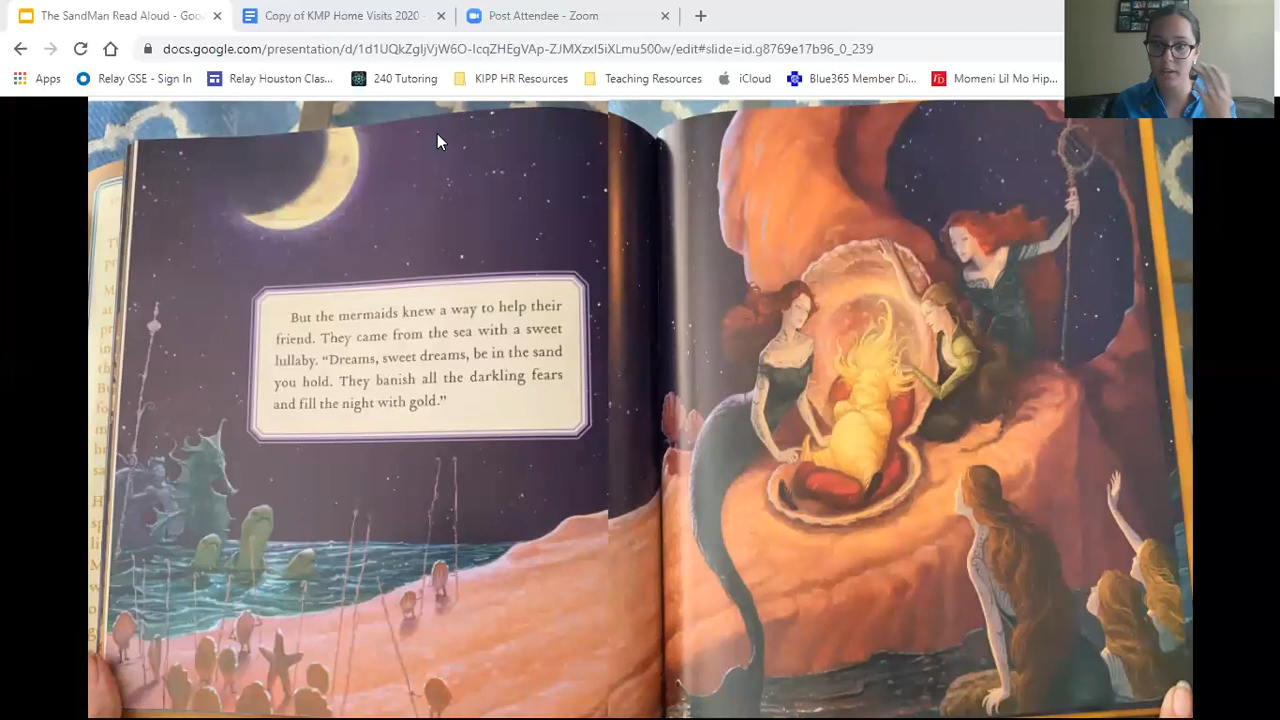 The SandMan Read Aloud - Goo
Copy of KMP Home Visits 2020 -
Post Attendee - Zoom
docs.google.com/presentation/d/1d1UQkZgIjVJW6O-IcqZHEgVAp-ZJMXzxI5iXLmu500w/edit#slide=id.g8769e17b96_0_239
Apps
Relay GSE - Sign In
Relay Houston Clas...
240 Tutoring
KIPP HR Resources
Teaching Resources
iCloud
Blue365 Member Di...
Momeni Lil Mo Hip...
But the mermaids knew a way to help their
friend. They came from the sea with a sweet
lullaby. “Dreams, sweet dreams, be in the sand
you hold. They banish all the darkling fears
and fill the night with gold.”